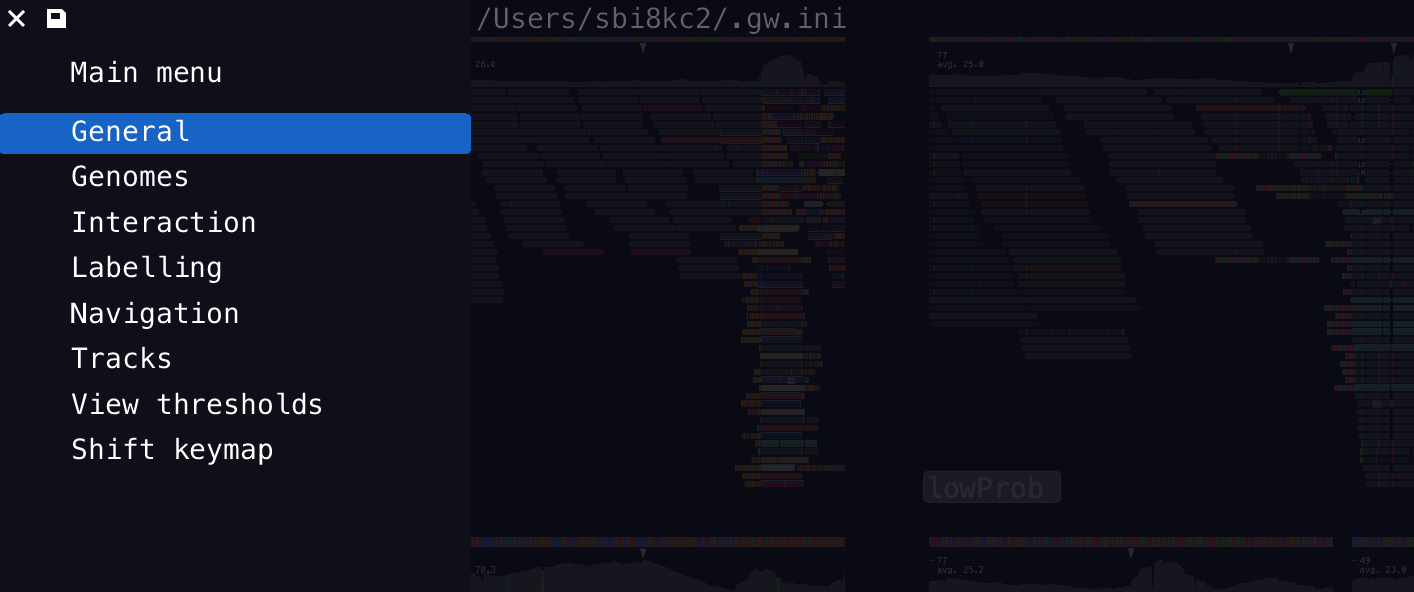 /Users/sbi8kc2/.gw.ini
Main menu
General
Genomes
Interaction
Labelling
Navigation
Tracks
View thresholds
Shift keymap
26.0
77
avg. 25.0
lowProb
70.3
77
avg. 25.2
49
avg. 23.0